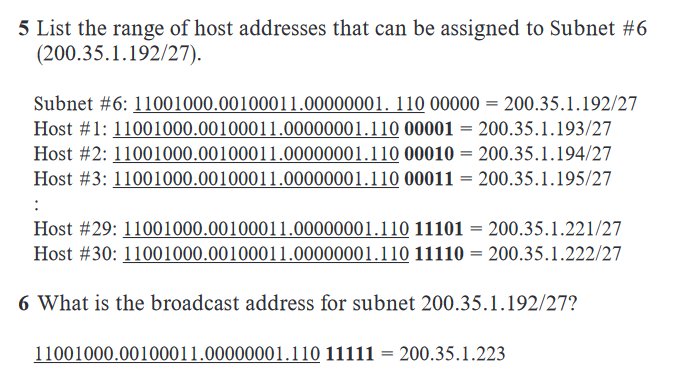 5 List the range of host addresses that can be assigned to Subnet #6
(200.35.1.192/27).
Subnet #6: 11001000.00100011.00000001. 110 00000 = 200.35.1.192/27
Host #1: 11001000.00100011.00000001.110 00001 = 200.35.1.193/27
Host #2: 11001000.00100011.00000001.110 00010 = 200.35.1.194/27
Host #3: 11001000.00100011.00000001.110 00011 = 200.35.1.195/27
:
Host #29: 11001000.00100011.00000001.110 11101 = 200.35.1.221/27
Host #30: 11001000.00100011.00000001.110 11110 = 200.35.1.222/27
6 What is the broadcast address for subnet 200.35.1.192/27?
11001000.00100011.00000001.110 11111 = 200.35.1.223